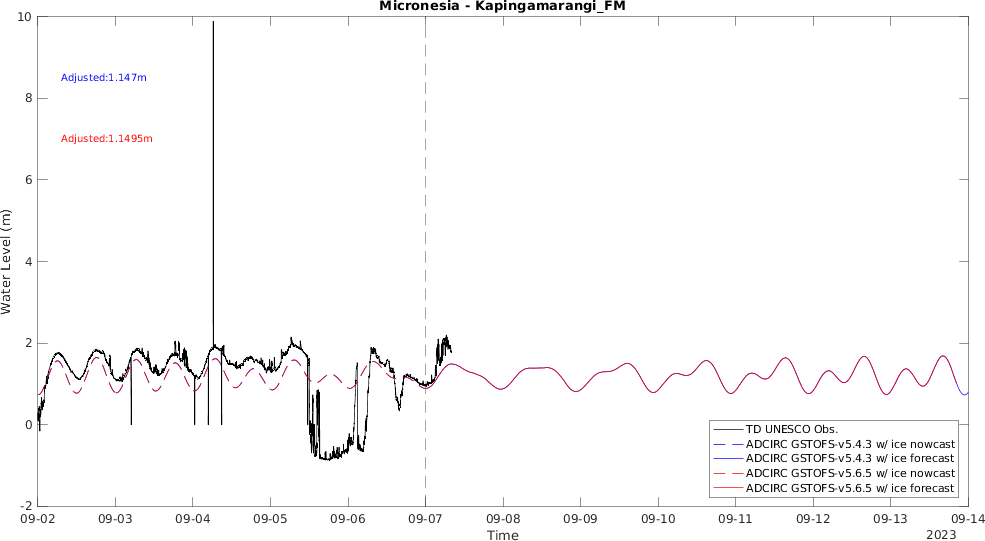 Micronesia - Kapingamarangi_FM
10
8
6
4
2
0
-2
Water Level (m)
Adjusted:1.147m
Adjusted:1.1495m
TD UNESCO Obs.
ADCIRC GSTOFS-v5.4.3 w/ ice nowcast
ADCIRC GSTOFS-v5.4.3 w/ ice forecast
ADCIRC GSTOFS-v5.6.5 w/ ice nowcast
ADCIRC GSTOFS-v5.6.5 w/ ice forecast
09-02 09-03 09-04 09-05 09-06 09-07 09-08 09-09 09-10 09-11 09-12 09-13 09-14
Time
2023